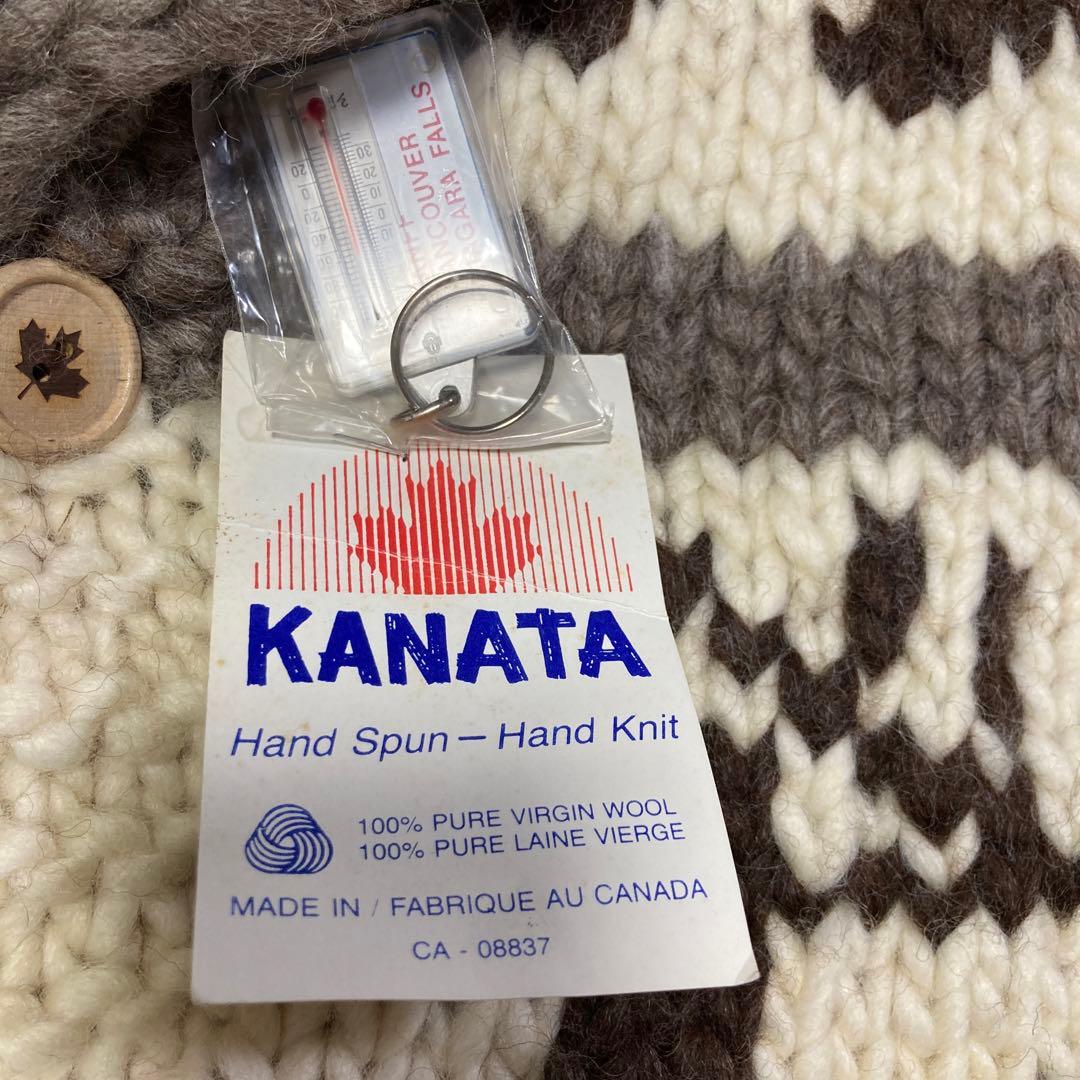 VANCOUVER
NIAGARA FALLS
KANATA
Hand Spun – Hand Knit
100% PURE VIRGIN WOOL
100% PURE LAINE VIERGE
MADE IN / FABRIQUE AU CANADA
CA - 08837